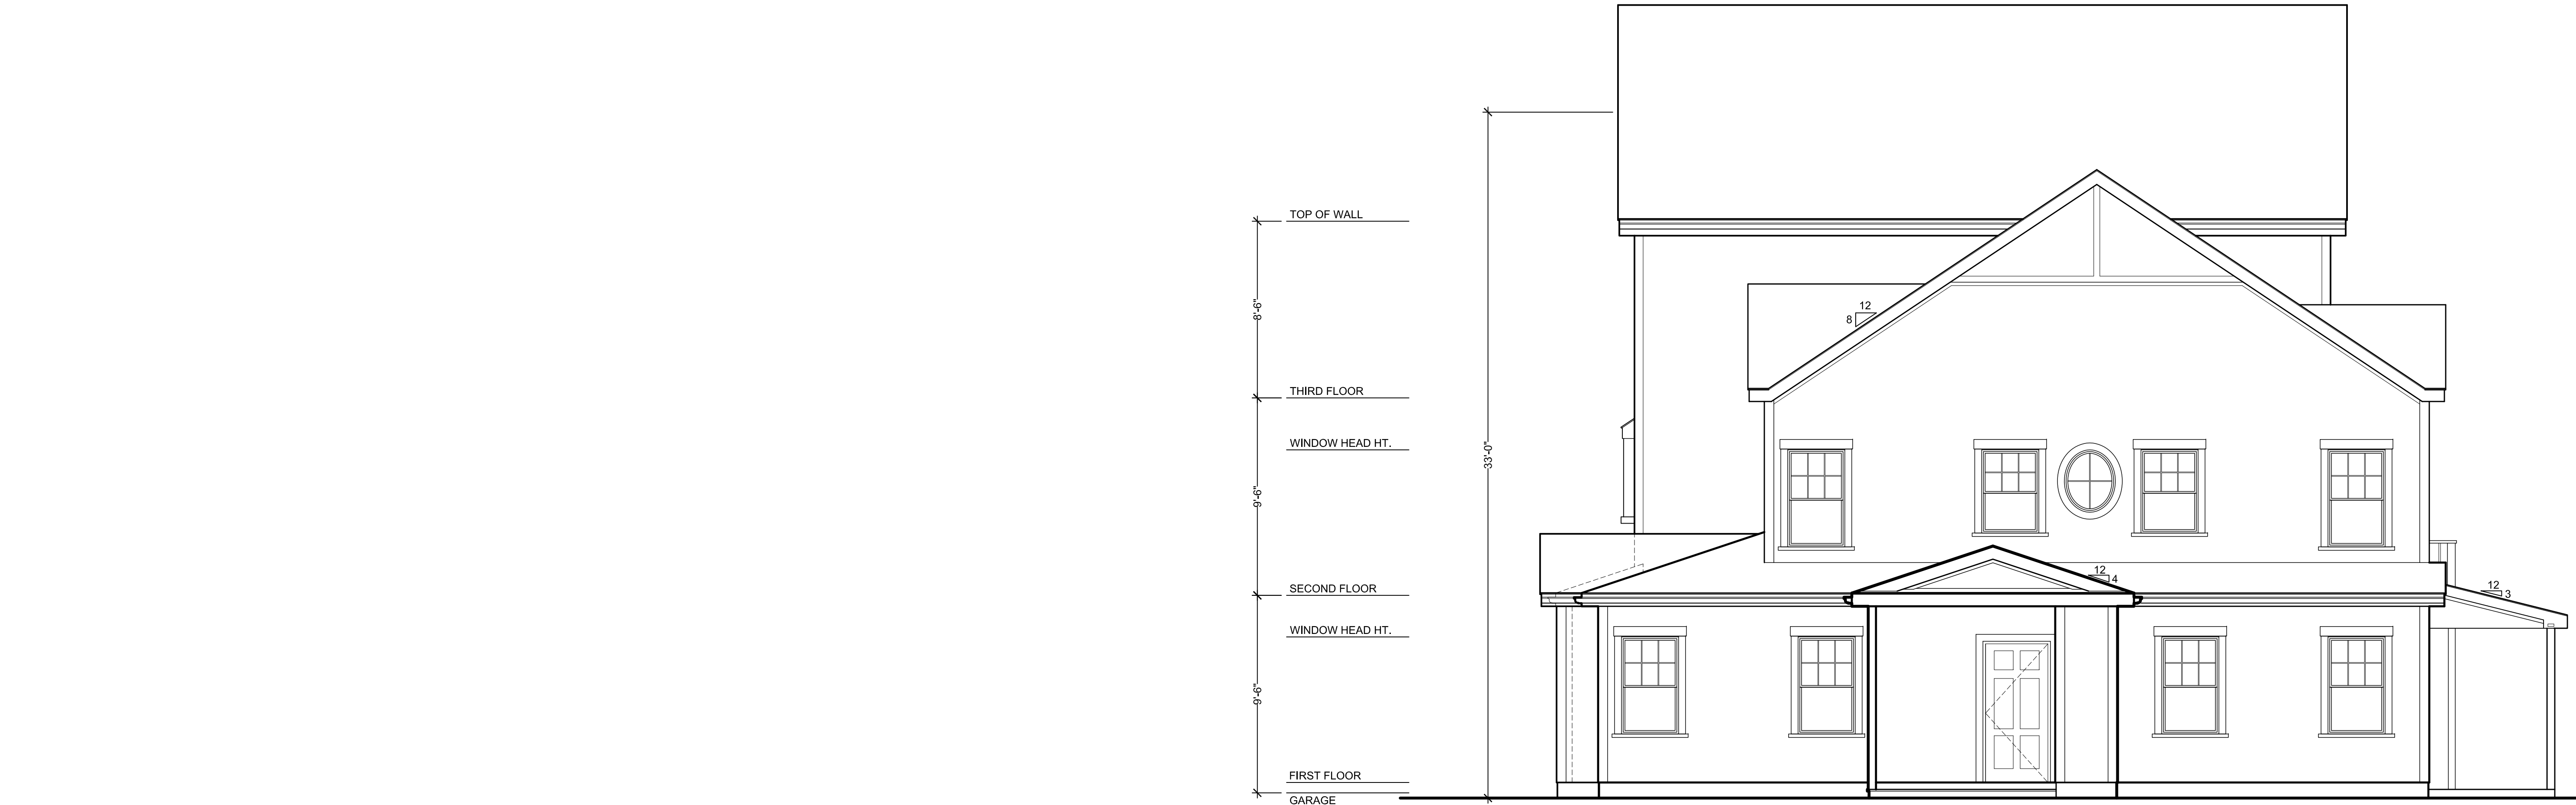 TOP OF WALL
8'-6"
12
8
THIRD FLOOR
WINDOW HEAD HT.
33'-0"
9'-6"
12
4
SECOND FLOOR
12
3
WINDOW HEAD HT.
9'-6"
FIRST FLOOR
GARAGE